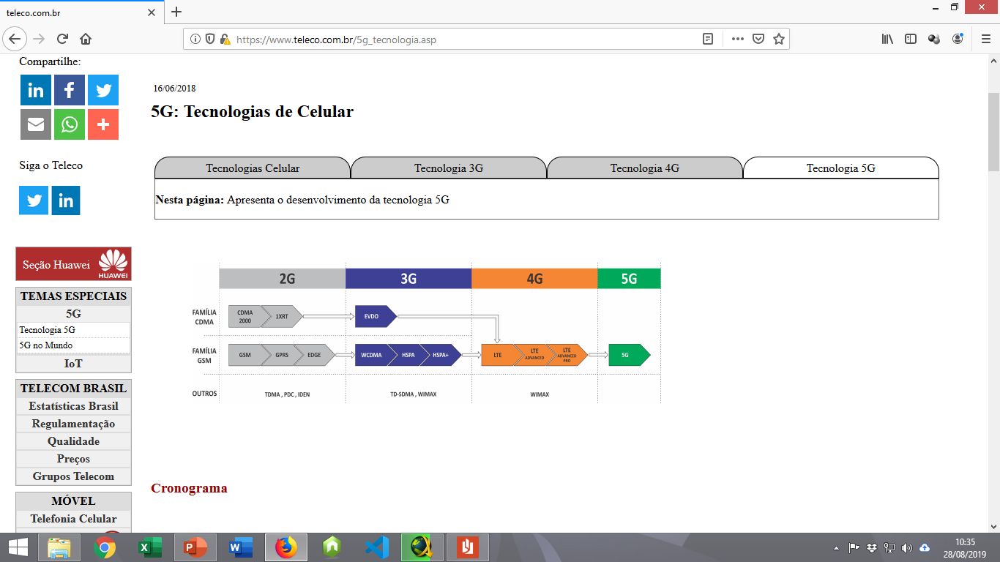 teleco.com.br
https://www.teleco.com.br/5g_tecnologia.asp
Compartilhe:
Siga o Teleco
Seção Huawei
HUAWEI
TEMAS ESPECIAIS
5G
Tecnologia 5G
5G no Mundo
IoT
TELECOM BRASIL
Estatísticas Brasil
Regulamentação
Qualidade
Preços
Grupos Telecom
MÓVEL
Telefonia Celular
16/06/2018
5G: Tecnologias de Celular
Tecnologias Celular Tecnologia 3G Tecnologia 4G Tecnologia 5G
Nesta página: Apresenta o desenvolvimento da tecnologia 5G
2G 3G 4G 5G
FAMÍLIA CDMA
CDMA 2000 1XRT EVDO
FAMÍLIA GSM
GSM GPRS EDGE WCDMA HSPA HSPA+ LTE LTE ADVANCED LTE ADVANCED PRO 5G
OUTROS TDMA , PDC , IDEN TD-SDMA , WIMAX WIMAX
Cronograma
10:35
28/08/2019